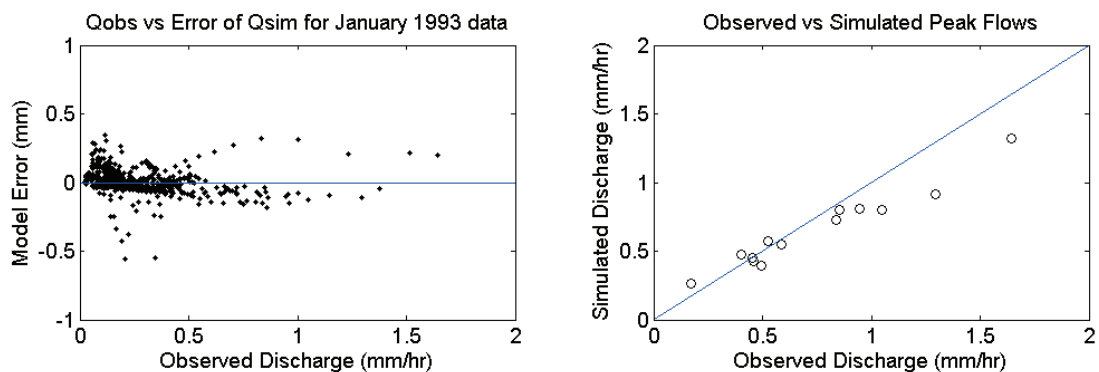 Qobs vs Error of Qsim for January 1993 data
1
0.5
0
-0.5
-1
Model Error (mm)
0 0.5 1 1.5 2
Observed Discharge (mm/hr)
Observed vs Simulated Peak Flows
2
1.5
1
0.5
0
Simulated Discharge (mm/hr)
0 0.5 1 1.5 2
Observed Discharge (mm/hr)